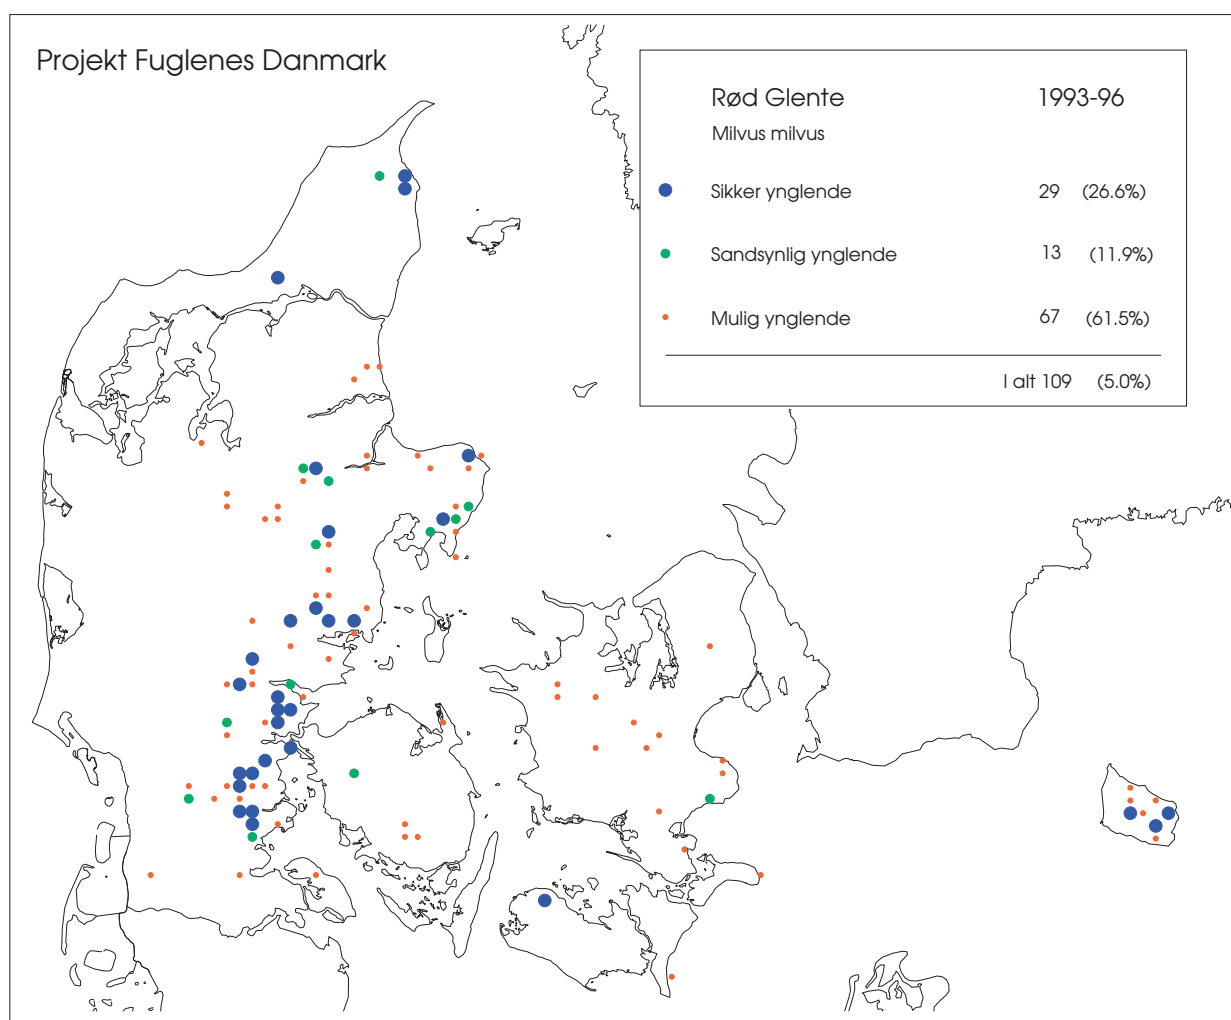 Projekt Fuglenes Danmark
Rød Glente 1993-96
Milvus milvus
Sikker ynglende 29 (26.6%)
Sandsynlig ynglende 13 (11.9%)
Mulig ynglende 67 (61.5%)
I alt 109 (5.0%)